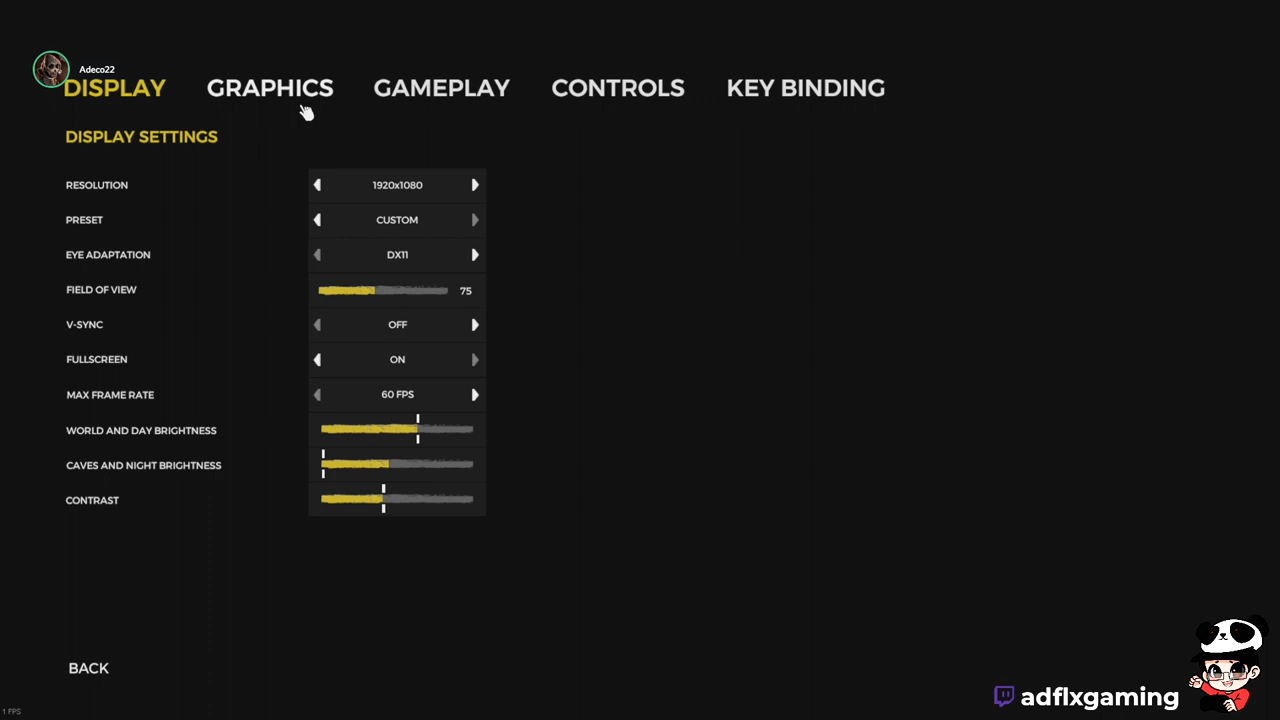 Adeco22
DISPLAY GRAPHICS GAMEPLAY CONTROLS KEY BINDING
DISPLAY SETTINGS
RESOLUTION 1920x1080
PRESET CUSTOM
EYE ADAPTATION DX11
FIELD OF VIEW 75
V-SYNC OFF
FULLSCREEN ON
MAX FRAME RATE 60 FPS
WORLD AND DAY BRIGHTNESS
CAVES AND NIGHT BRIGHTNESS
CONTRAST
BACK
adflxgaming
1 FPS